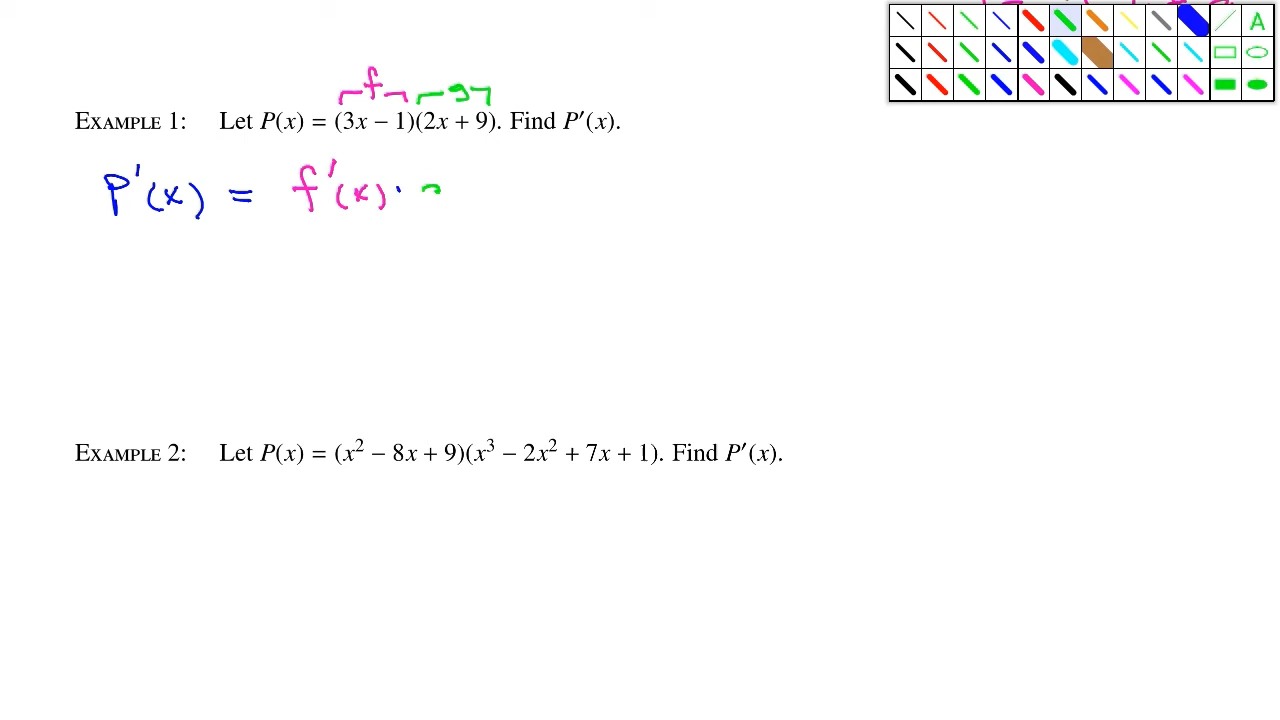 f g
EXAMPLE 1: Let P(x) = (3x − 1)(2x + 9). Find P′(x).
P'(x) = f'(x) ·
EXAMPLE 2: Let P(x) = (x² − 8x + 9)(x³ − 2x² + 7x + 1). Find P′(x).
A